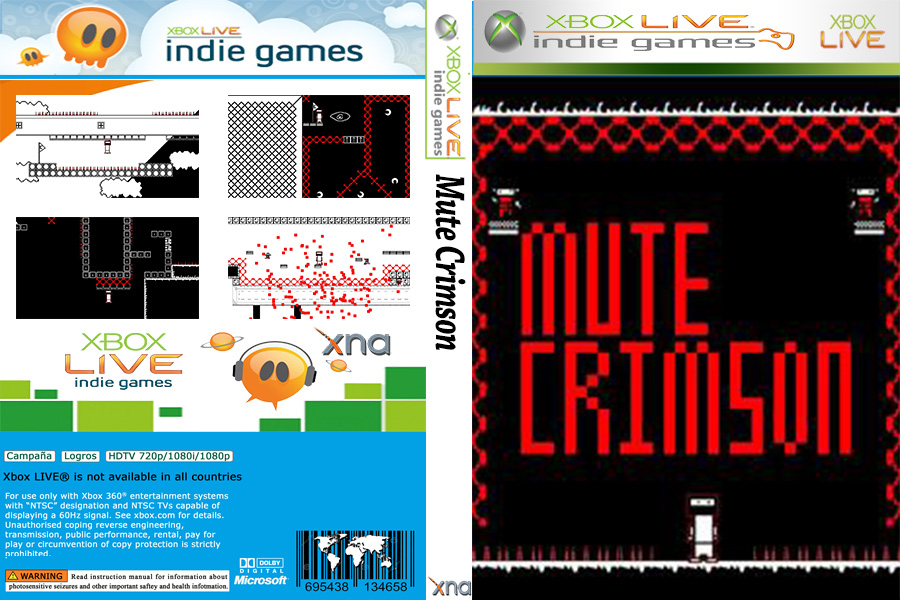 XBOX LIVE
indie games
XBOX LIVE
indie games
xna
Campaña
Logros
HDTV 720p/1080i/1080p
Xbox LIVE® is not available in all countries
For use only with Xbox 360® entertainment systems
with “NTSC” designation and NTSC TVs capable of
displaying a 60Hz signal. See xbox.com for details.
Unauthorised coping reverse engineering,
transmission, public performance, rental, pay for
play or circumvention of copy protection is strictly
prohibited.
WARNING Read instruction manual for information about
photosensitive seizures and other important saftey and health infotmation.
DOLBY
DIGITAL
Microsoft®
695438 134658
XBOX LIVE
indie games
Mute Crimson
xna
XBOX LIVE™
indie games
XBOX
LIVE
MUTE
CRIMSON